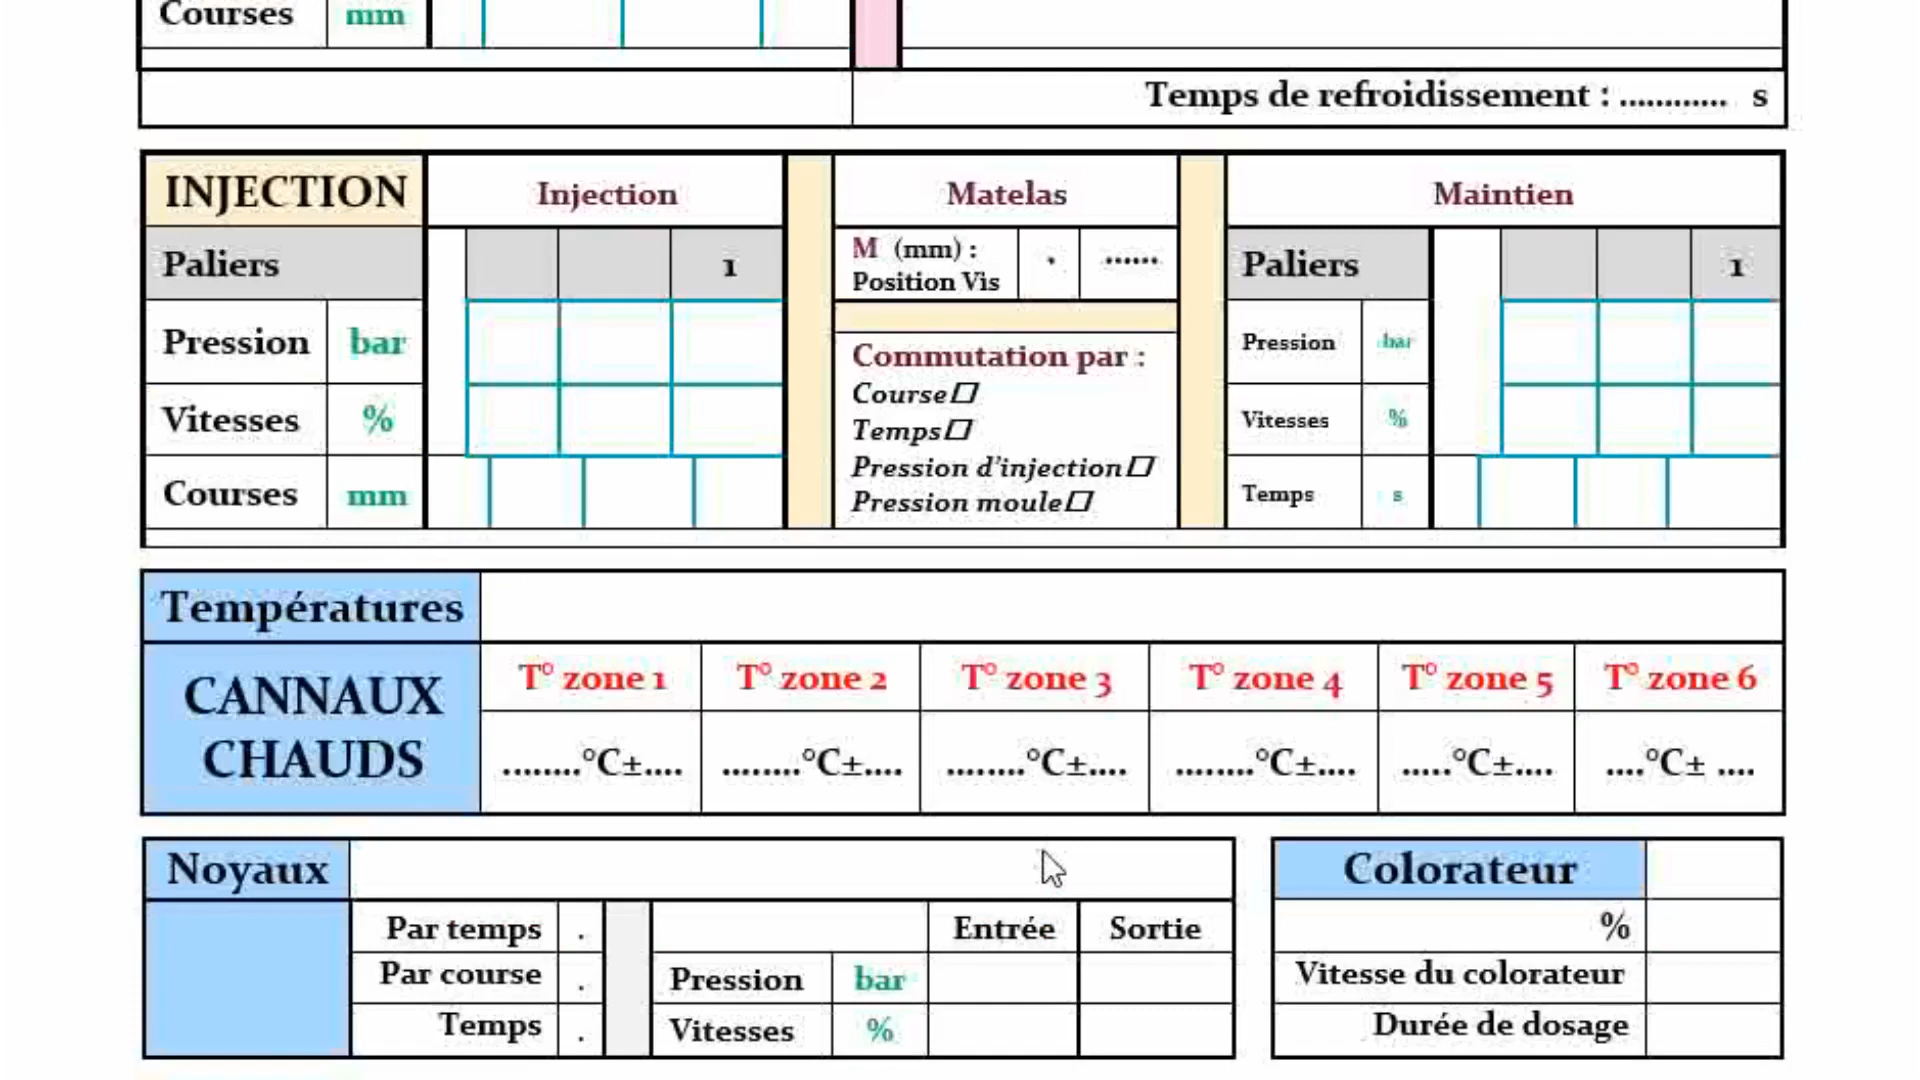 Courses mm
Temps de refroidissement : ............ s
INJECTION Injection Matelas Maintien
Paliers 1 M (mm) : . ...... Paliers 1
Position Vis
Pression bar Pression bar
Commutation par :
Course☐
Vitesses % Temps☐ Vitesses %
Pression d'injection☐
Courses mm Pression moule☐ Temps s
Températures
CANNAUX CHAUDS
T° zone 1 T° zone 2 T° zone 3 T° zone 4 T° zone 5 T° zone 6
........°C±.... ........°C±.... ........°C±.... ........°C±.... .....°C±.... ....°C± ....
Noyaux
Par temps . Entrée Sortie
Par course . Pression bar
Temps . Vitesses %
Colorateur
%
Vitesse du colorateur
Durée de dosage